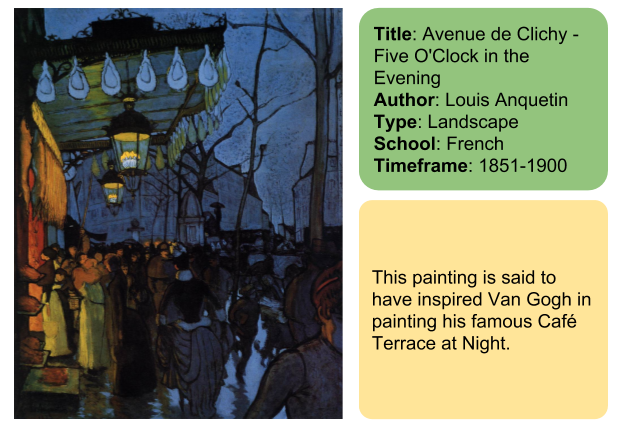 Title: Avenue de Clichy -
Five O'Clock in the
Evening
Author: Louis Anquetin
Type: Landscape
School: French
Timeframe: 1851-1900
This painting is said to
have inspired Van Gogh in
painting his famous Café
Terrace at Night.